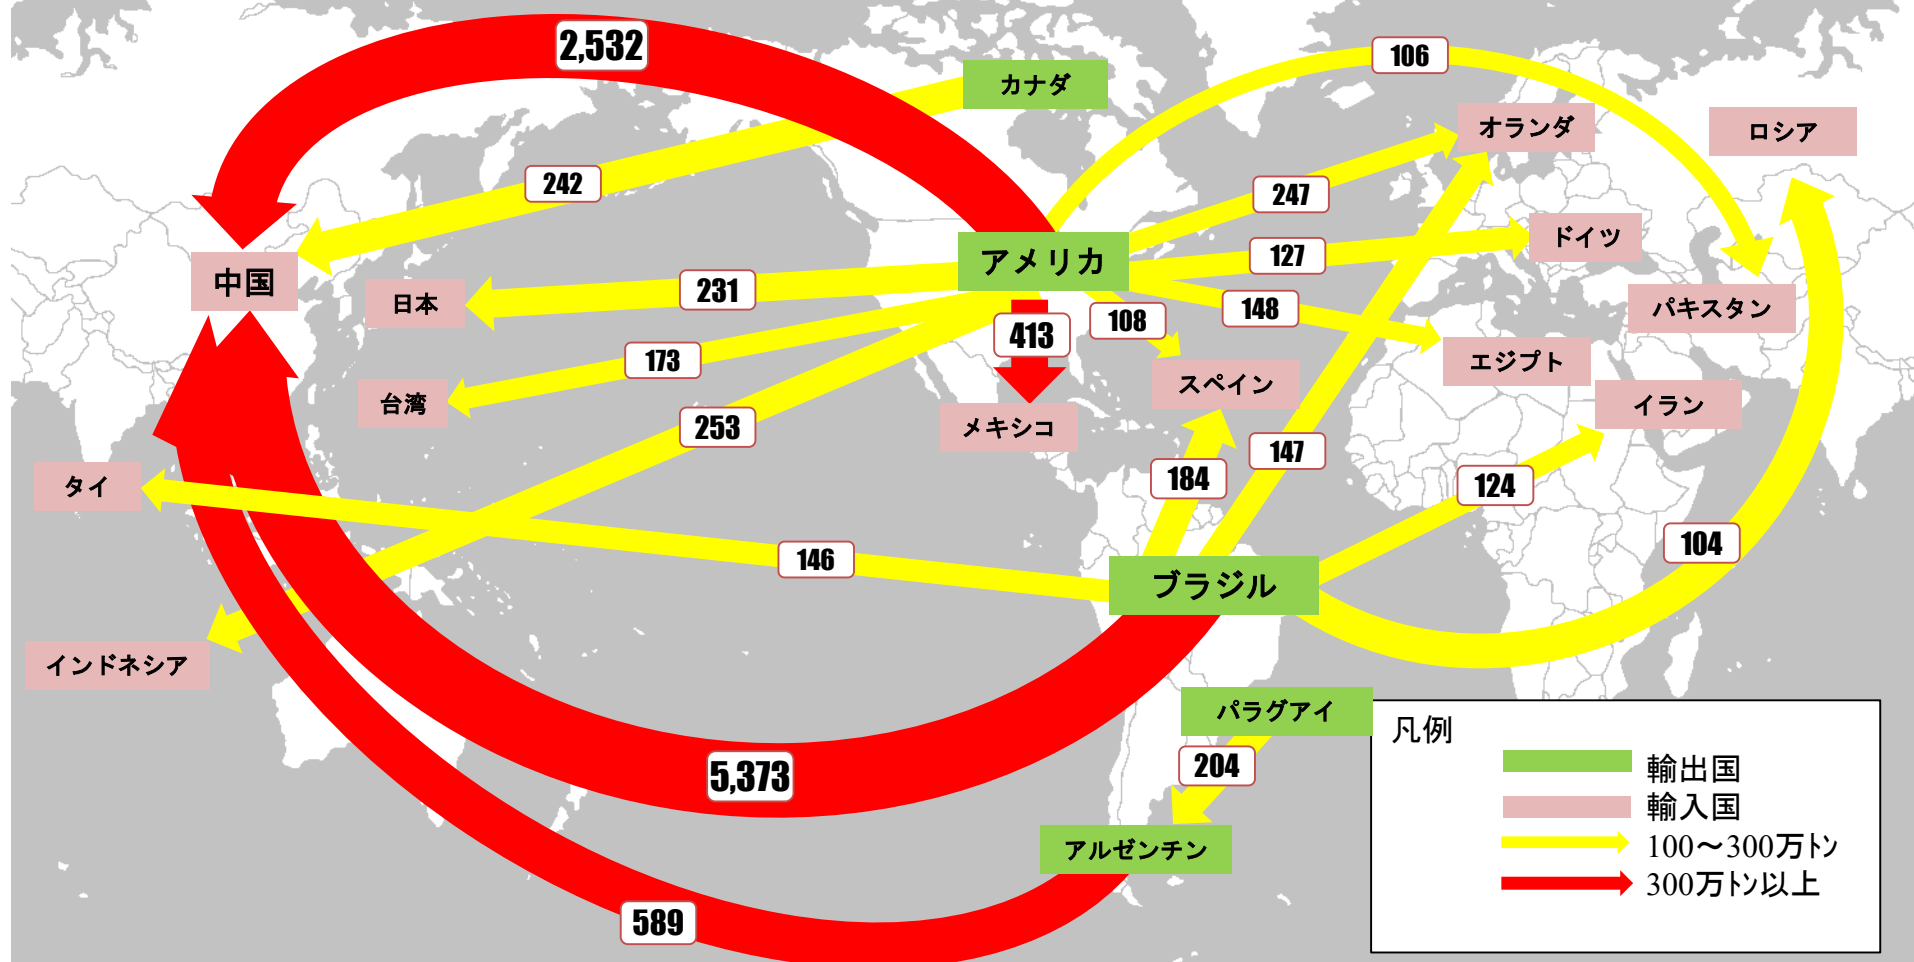 2,532
106
カナダ
オランダ
ロシア
242
247
アメリカ
127
ドイツ
中国
日本
231
148
パキスタン
108
413
173
エジプト
スペイン
台湾
イラン
253
メキシコ
147
タイ
184
124
104
146
ブラジル
インドネシア
パラグアイ
204
5,373
アルゼンチン
589
凡例
輸出国
輸入国
100～300万トン
300万トン以上